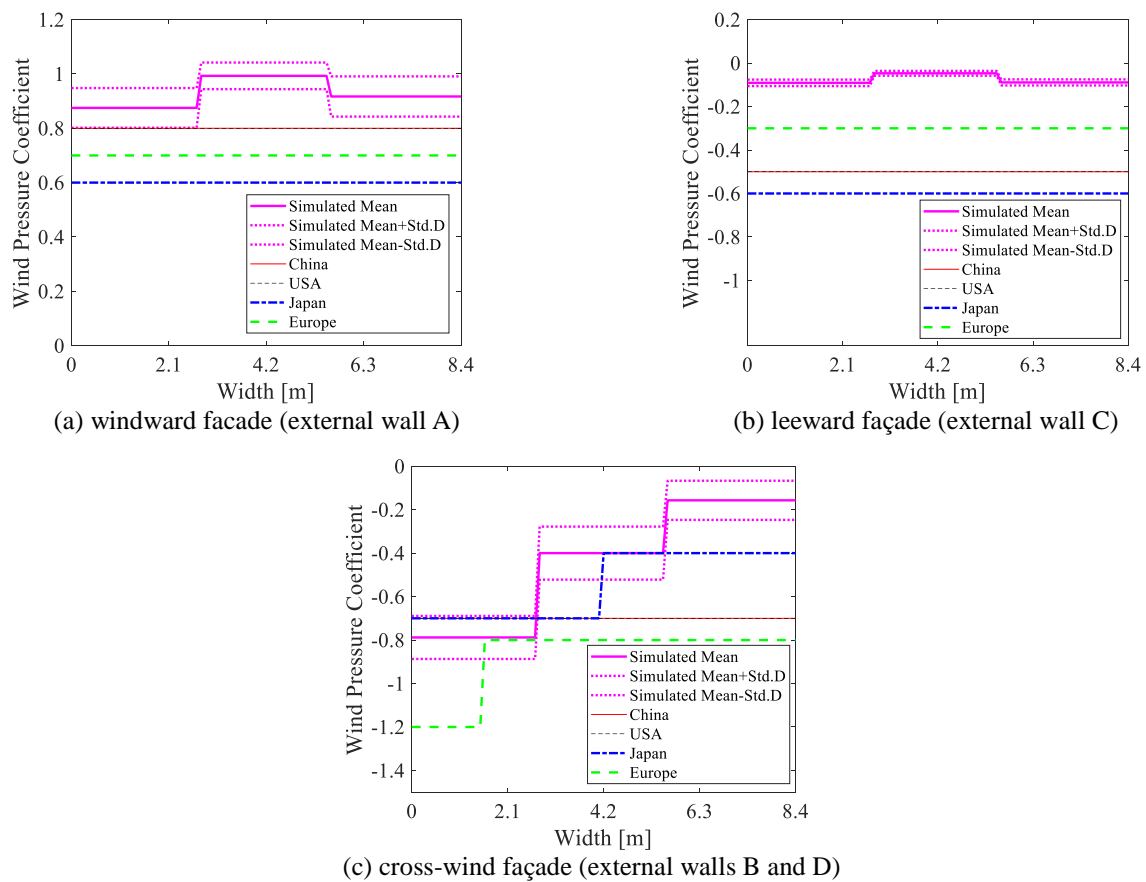 1.2
1
0.8
0.6
0.4
0.2
0
Wind Pressure Coefficient
Simulated Mean
Simulated Mean+Std.D
Simulated Mean-Std.D
China
USA
Japan
Europe
0 2.1 4.2 6.3 8.4
Width [m]
(a) windward facade (external wall A)
0.2
0
-0.2
-0.4
-0.6
-0.8
-1
Wind Pressure Coefficient
Simulated Mean
Simulated Mean+Std.D
Simulated Mean-Std.D
China
USA
Japan
Europe
0 2.1 4.2 6.3 8.4
Width [m]
(b) leeward façade (external wall C)
0
-0.2
-0.4
-0.6
-0.8
-1
-1.2
-1.4
Wind Pressure Coefficient
Simulated Mean
Simulated Mean+Std.D
Simulated Mean-Std.D
China
USA
Japan
Europe
0 2.1 4.2 6.3 8.4
Width [m]
(c) cross-wind façade (external walls B and D)